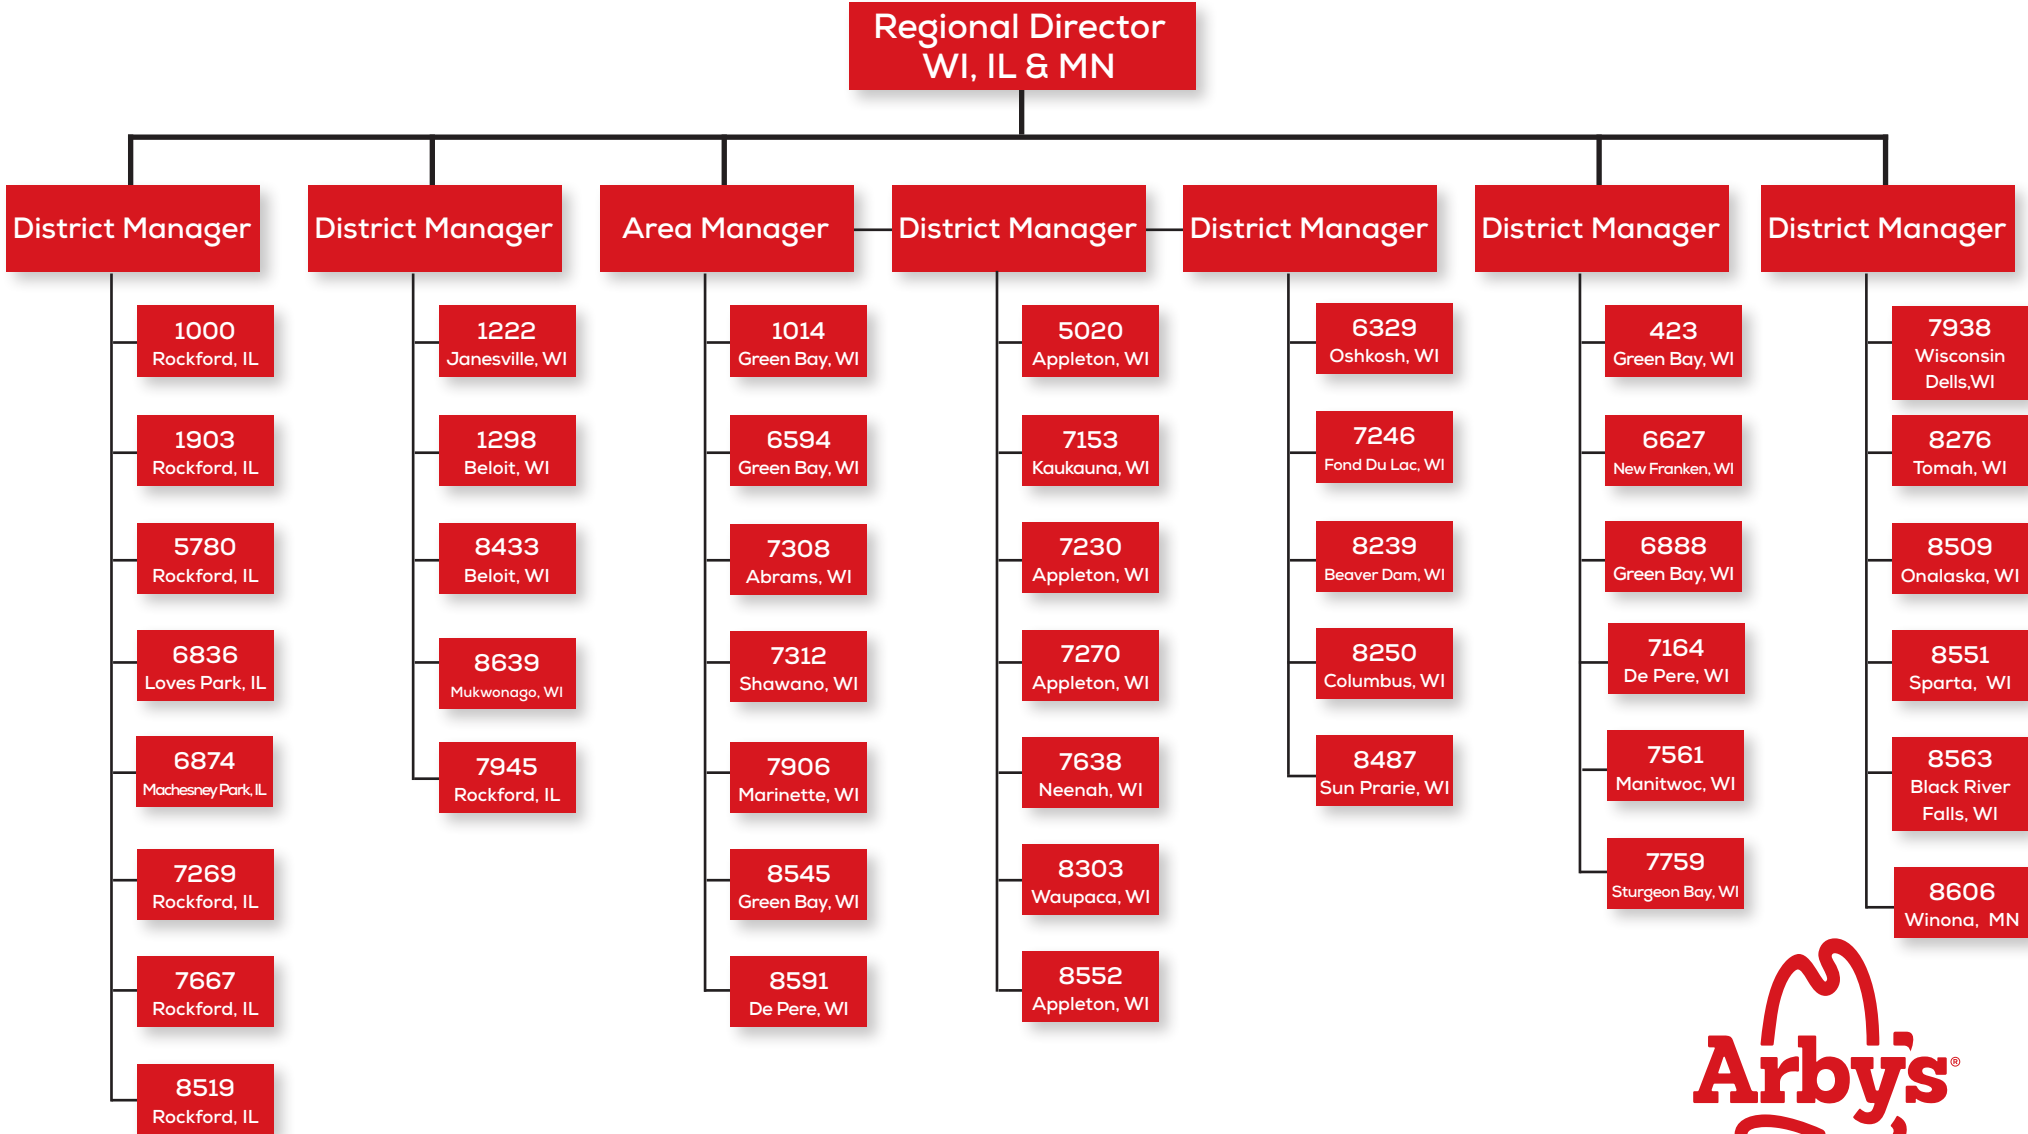 Regional Director
WI, IL & MN
District Manager
District Manager
Area Manager
District Manager
District Manager
District Manager
District Manager
1000
Rockford, IL
1903
Rockford, IL
5780
Rockford, IL
6836
Loves Park, IL
6874
Machesney Park, IL
7269
Rockford, IL
7667
Rockford, IL
8519
Rockford, IL
1222
Janesville, WI
1298
Beloit, WI
8433
Beloit, WI
8639
Mukwonago, WI
7945
Rockford, IL
1014
Green Bay, WI
6594
Green Bay, WI
7308
Abrams, WI
7312
Shawano, WI
7906
Marinette, WI
8545
Green Bay, WI
8591
De Pere, WI
5020
Appleton, WI
7153
Kaukauna, WI
7230
Appleton, WI
7270
Appleton, WI
7638
Neenah, WI
8303
Waupaca, WI
8552
Appleton, WI
6329
Oshkosh, WI
7246
Fond Du Lac, WI
8239
Beaver Dam, WI
8250
Columbus, WI
8487
Sun Prarie, WI
423
Green Bay, WI
6627
New Franken, WI
6888
Green Bay, WI
7164
De Pere, WI
7561
Manitwoc, WI
7759
Sturgeon Bay, WI
7938
Wisconsin
Dells,WI
8276
Tomah, WI
8509
Onalaska, WI
8551
Sparta, WI
8563
Black River
Falls, WI
8606
Winona, MN
Arby's®